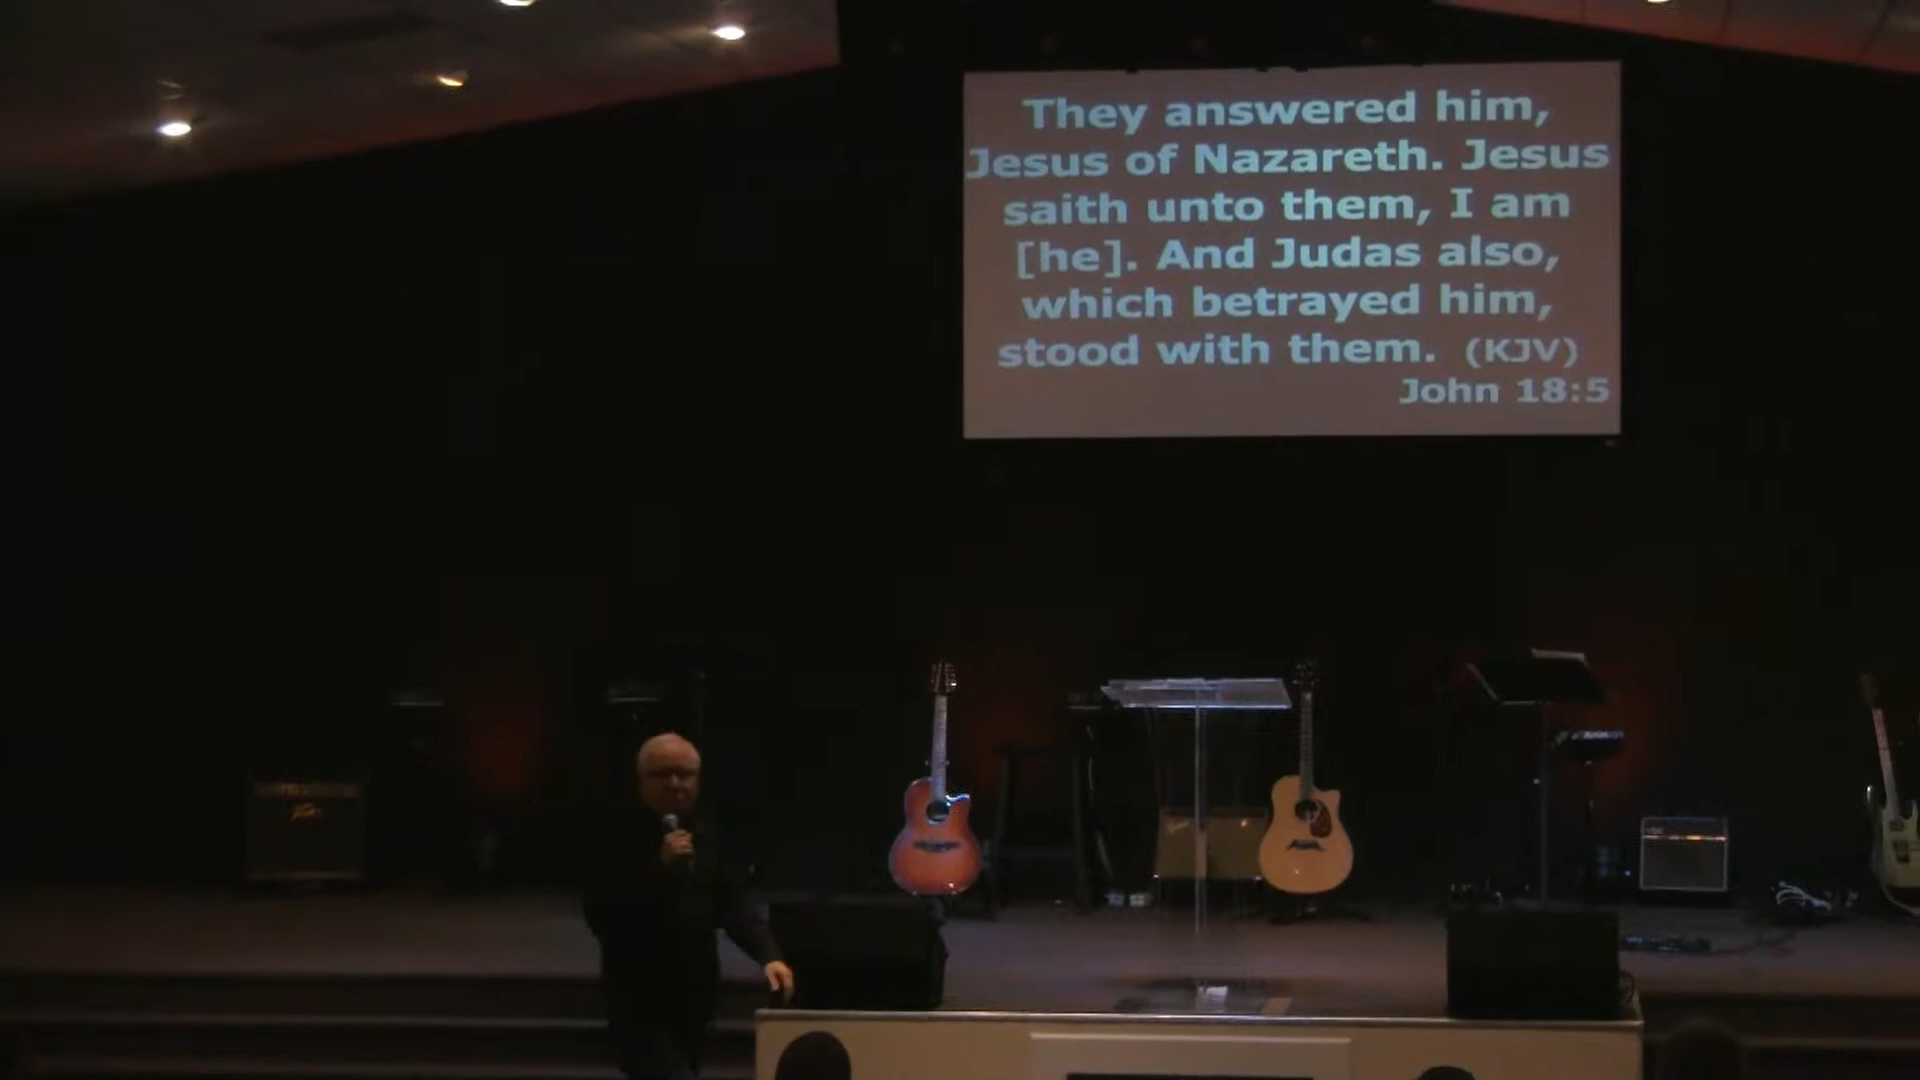 They answered him,
Jesus of Nazareth. Jesus
saith unto them, I am
[he]. And Judas also,
which betrayed him,
stood with them. (KJV)
John 18:5